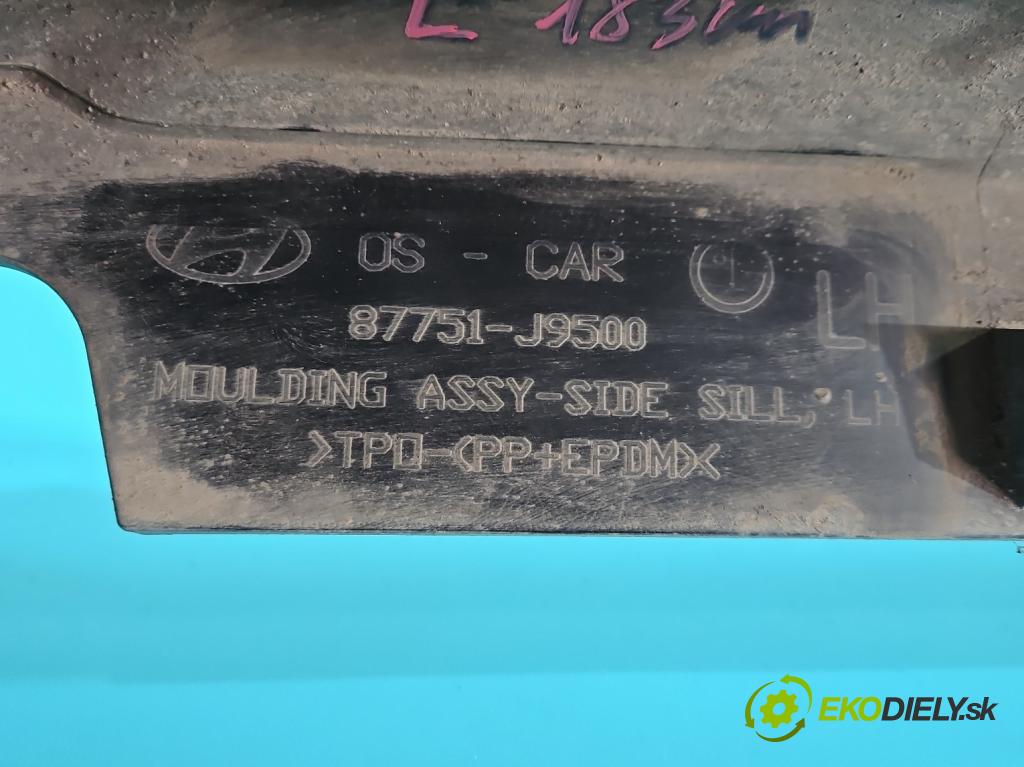 L 183cm
OS - CAR
LH
87751-J9500
MOULDING ASSY-SIDE SILL, LH
>TPO-<PP+EPDM><
EKODIELY.sk